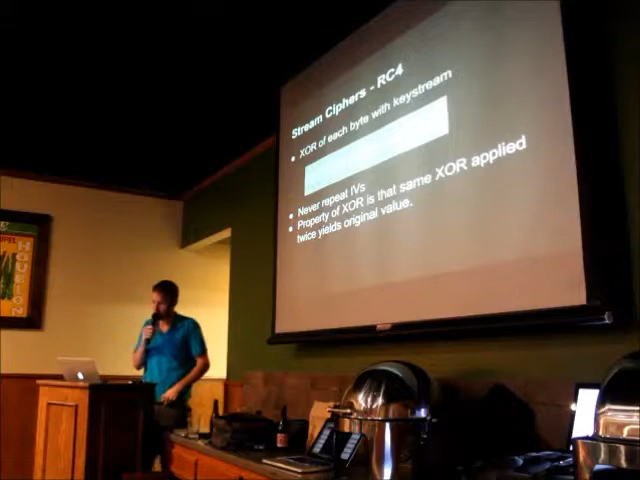 Stream Ciphers - RC4
• XOR of each byte with keystream
• Never repeat IVs
• Property of XOR is that same XOR applied
twice yields original value.
HOUBLON